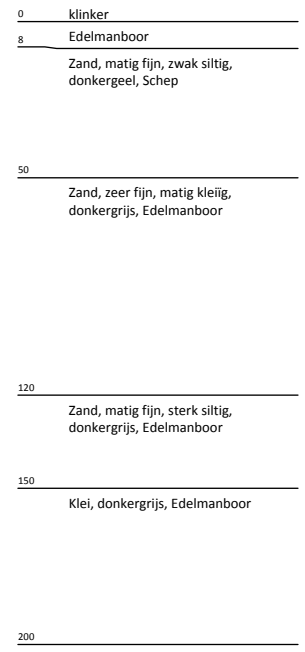 0 klinker
8 Edelmanboor
Zand, matig fijn, zwak siltig,
donkergeel, Schep
50
Zand, zeer fijn, matig kleiïg,
donkergrijs, Edelmanboor
120
Zand, matig fijn, sterk siltig,
donkergrijs, Edelmanboor
150
Klei, donkergrijs, Edelmanboor
200